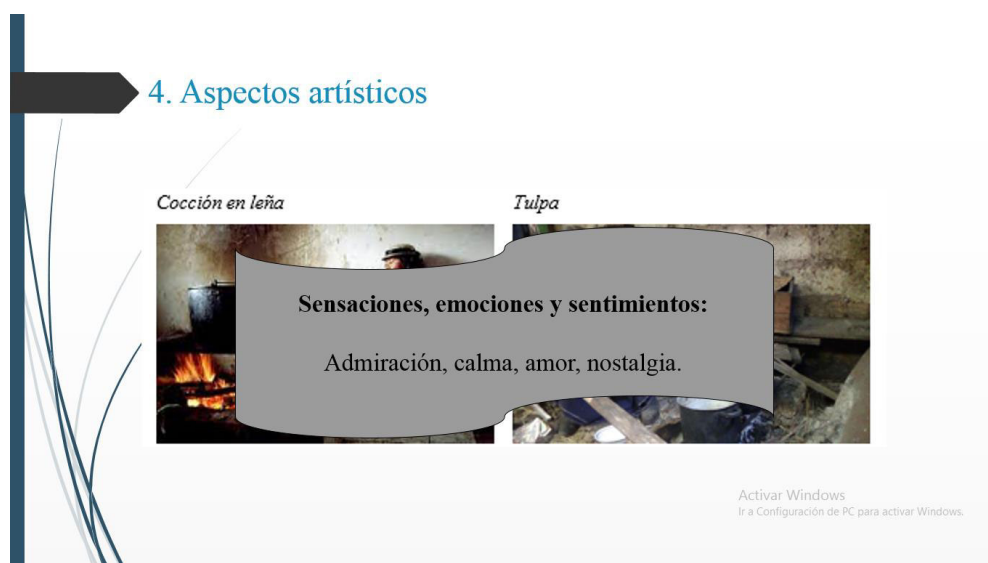 4. Aspectos artísticos
Cocción en leña
Tulpa
Sensaciones, emociones y sentimientos:
Admiración, calma, amor, nostalgia.
Activar Windows
Ir a Configuración de PC para activar Windows.